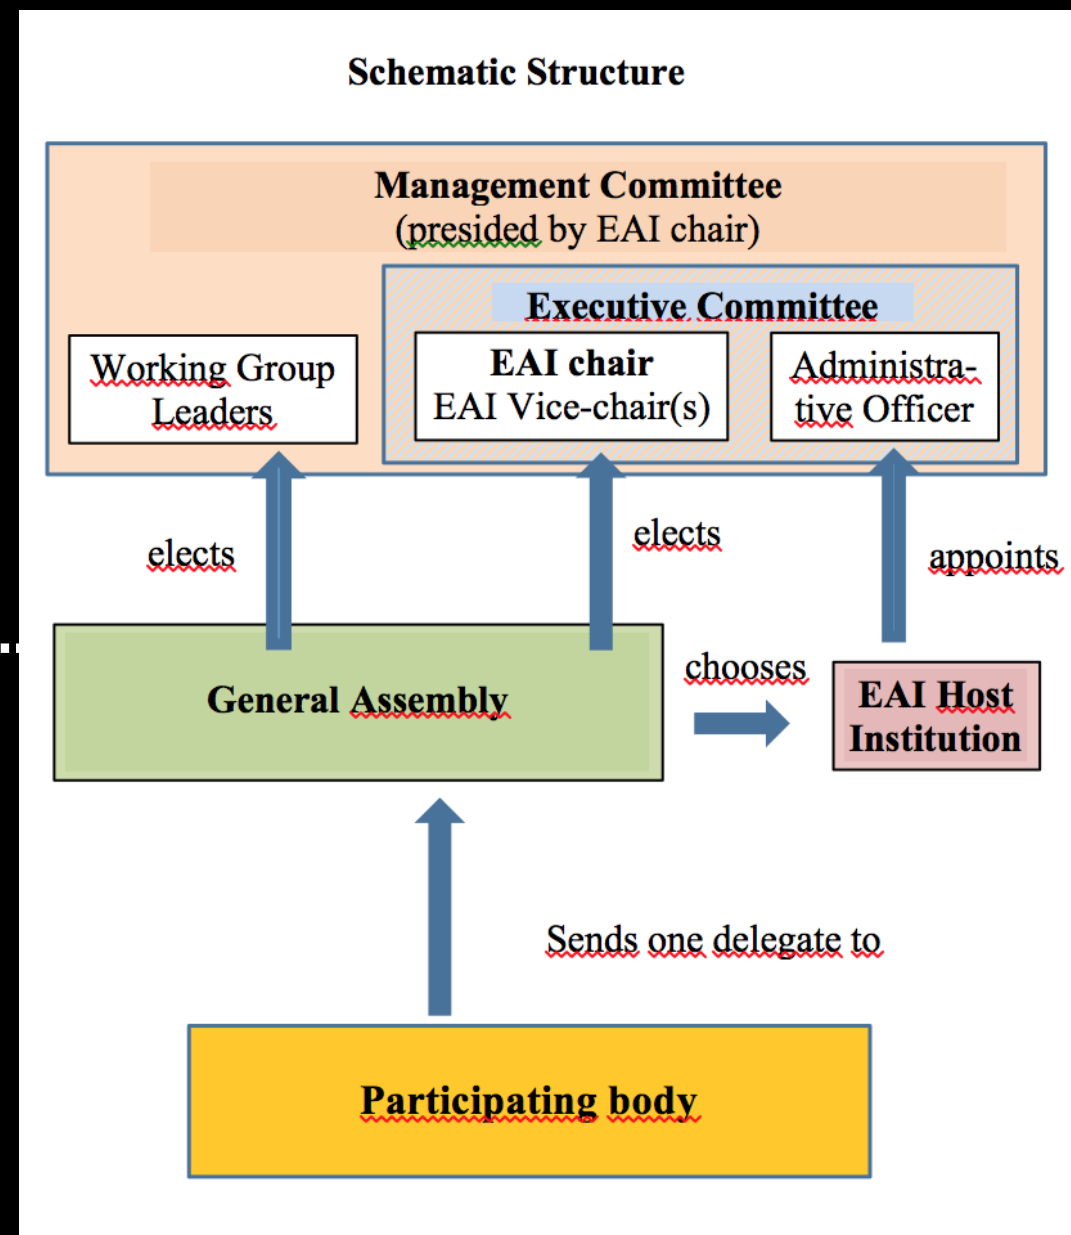 Schematic Structure
Management Committee
(presided by EAI chair)
Executive Committee
Working Group
Leaders
EAI chair
EAI Vice-chair(s)
Administra-
tive Officer
elects
elects
appoints
General Assembly
chooses
EAI Host
Institution
Sends one delegate to
Participating body